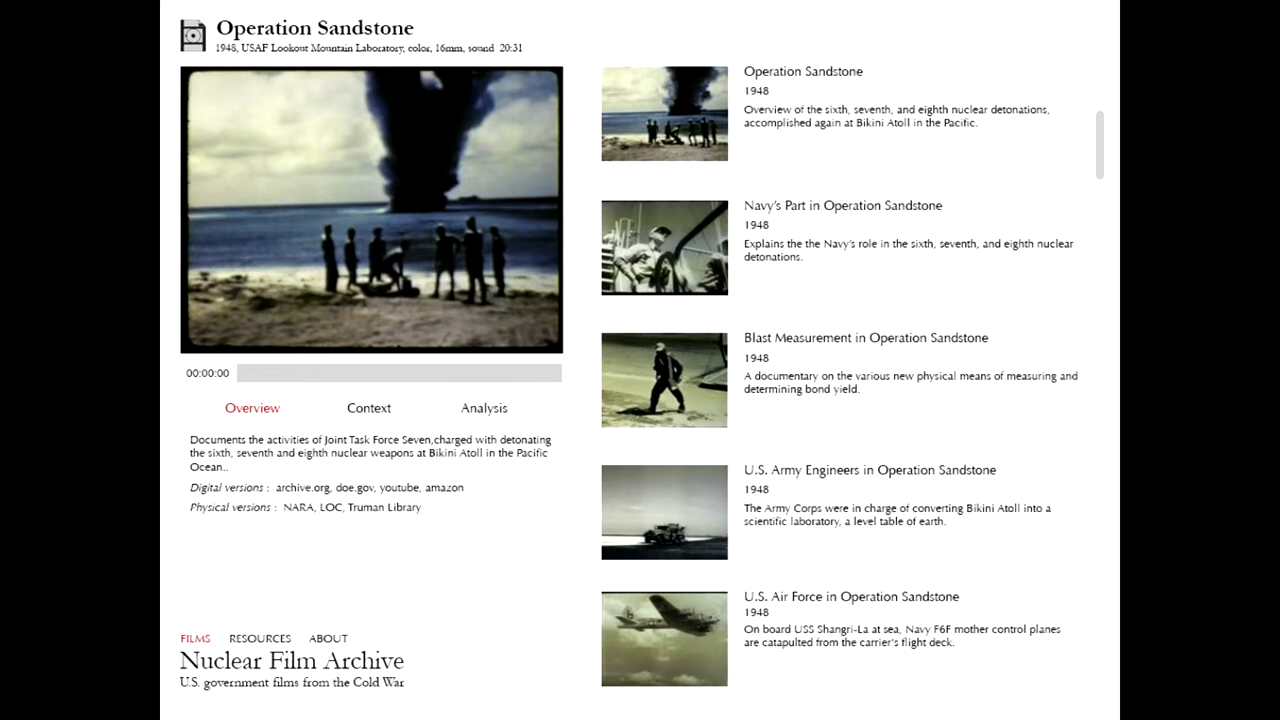 Operation Sandstone
1948, USAF Lookout Mountain Laboratory, color, 16mm, sound  20:31
00:00:00
Overview
Context
Analysis
Documents the activities of Joint Task Force Seven,charged with detonating
the sixth, seventh and eighth nuclear weapons at Bikini Atoll in the Pacific
Ocean..
Digital versions :  archive.org, doe.gov, youtube, amazon
Physical versions :  NARA, LOC, Truman Library
FILMS
RESOURCES
ABOUT
Nuclear Film Archive
U.S. government films from the Cold War
Operation Sandstone
1948
Overview of the sixth, seventh, and eighth nuclear detonations,
accomplished again at Bikini Atoll in the Pacific.
Navy's Part in Operation Sandstone
1948
Explains the the Navy's role in the sixth, seventh, and eighth nuclear
detonations.
Blast Measurement in Operation Sandstone
1948
A documentary on the various new physical means of measuring and
determining bond yield.
U.S. Army Engineers in Operation Sandstone
1948
The Army Corps were in charge of converting Bikini Atoll into a
scientific laboratory, a level table of earth.
U.S. Air Force in Operation Sandstone
1948
On board USS Shangri-La at sea, Navy F6F mother control planes
are catapulted from the carrier's flight deck.